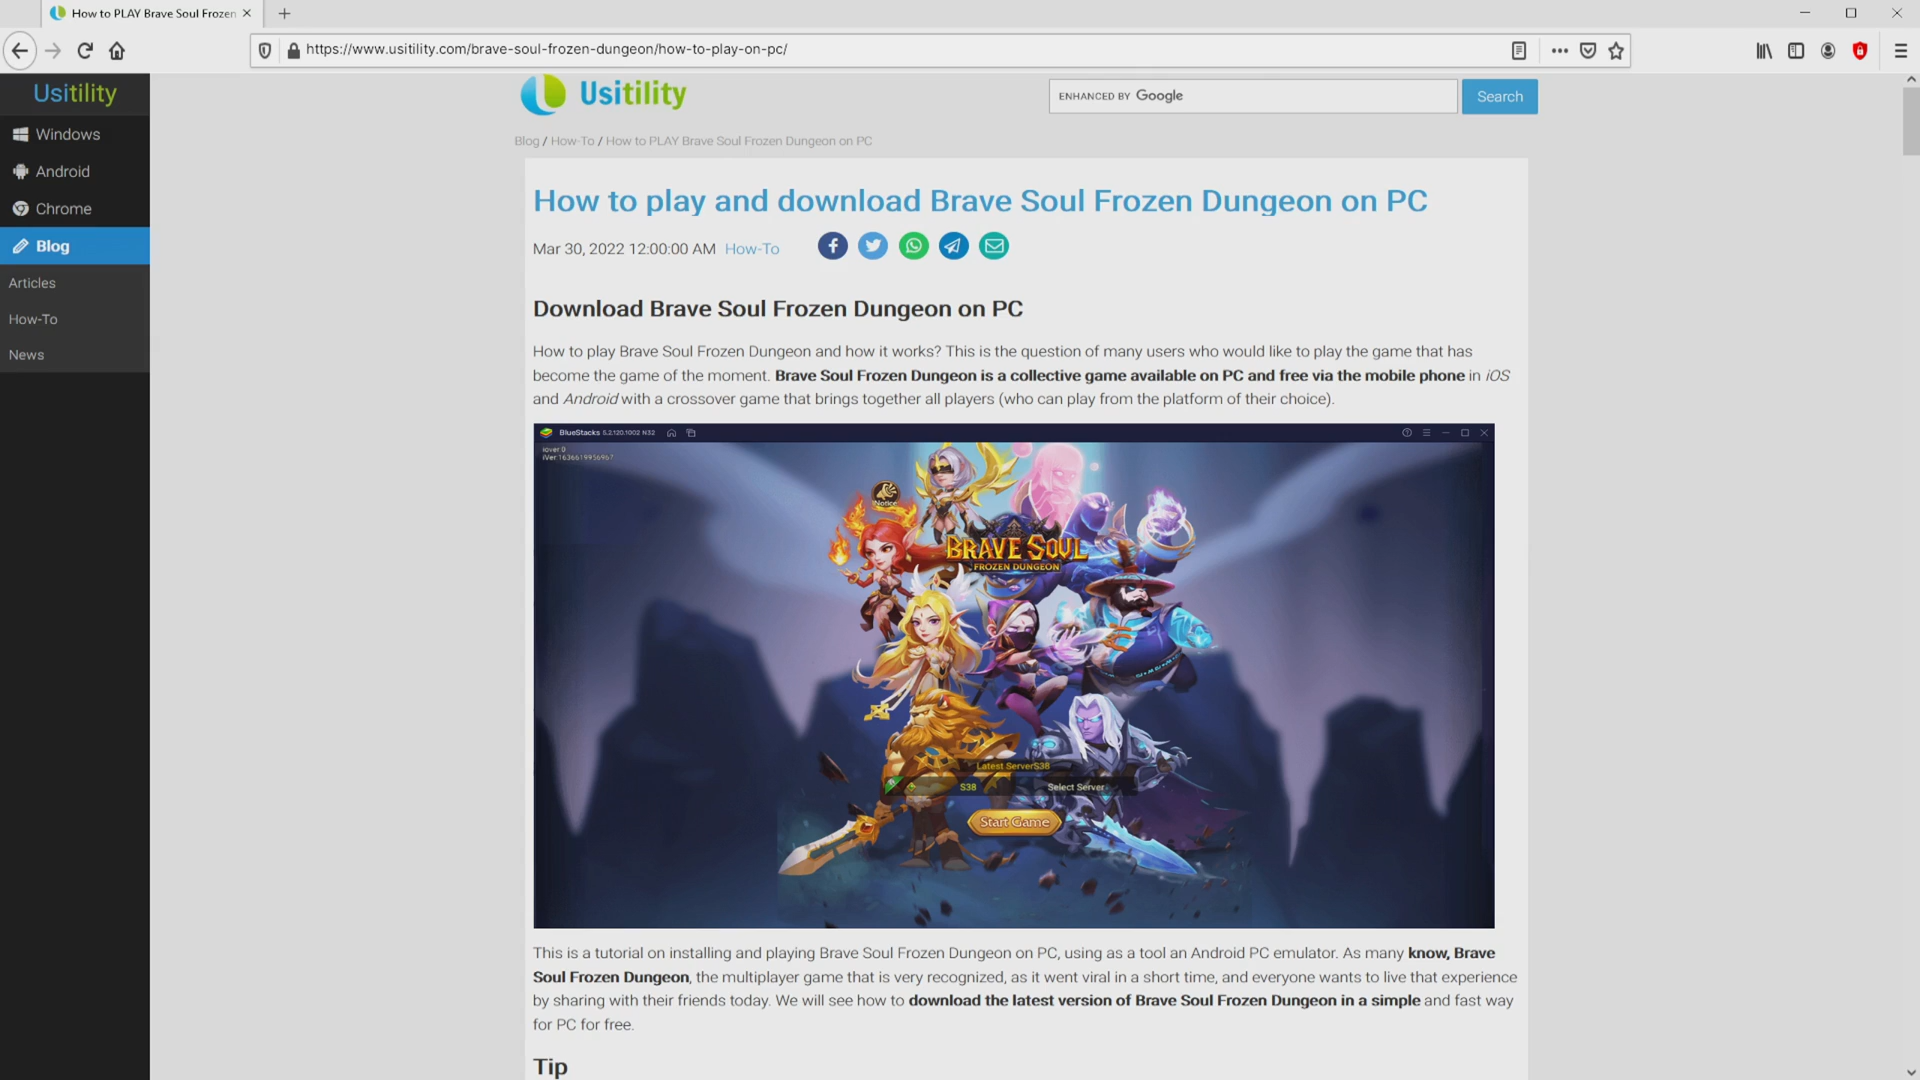 How to PLAY Brave Soul Frozen
https://www.usitility.com/brave-soul-frozen-dungeon/how-to-play-on-pc/
Usitility
Windows
Android
Chrome
Blog
Articles
How-To
News
Usitility
ENHANCED BY Google
Search
Blog / How-To / How to PLAY Brave Soul Frozen Dungeon on PC
How to play and download Brave Soul Frozen Dungeon on PC
Mar 30, 2022 12:00:00 AM How-To
Download Brave Soul Frozen Dungeon on PC
How to play Brave Soul Frozen Dungeon and how it works? This is the question of many users who would like to play the game that has
become the game of the moment. Brave Soul Frozen Dungeon is a collective game available on PC and free via the mobile phone in iOS
and Android with a crossover game that brings together all players (who can play from the platform of their choice).
BlueStacks 5.2.120.1002 N32
iover:0
iVer:1636619956967
Notice
BRAVE SOUL
FROZEN DUNGEON
Latest ServerS38
S38 Select Server
Start Game
This is a tutorial on installing and playing Brave Soul Frozen Dungeon on PC, using as a tool an Android PC emulator. As many know, Brave
Soul Frozen Dungeon, the multiplayer game that is very recognized, as it went viral in a short time, and everyone wants to live that experience
by sharing with their friends today. We will see how to download the latest version of Brave Soul Frozen Dungeon in a simple and fast way
for PC for free.
Tip